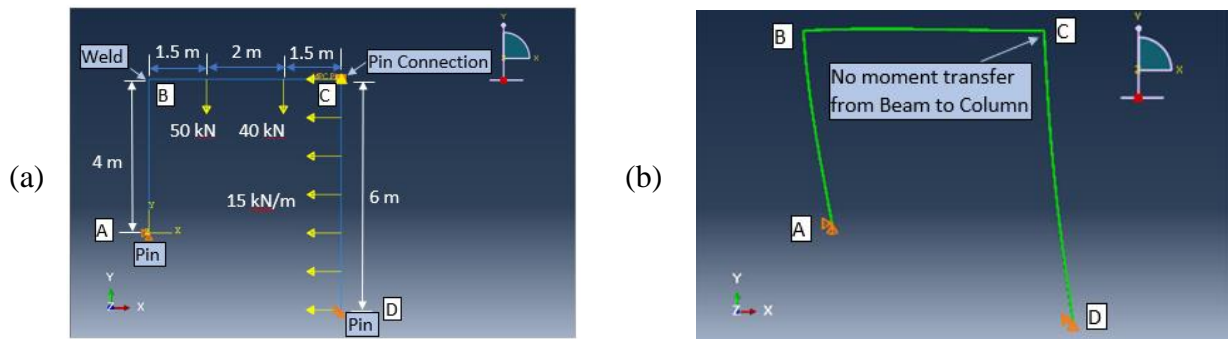 (a)
Weld
1.5 m 2 m 1.5 m
Pin Connection
B
C
50 kN 40 kN
4 m
15 kN/m
6 m
A
Y
X
Pin
D
Pin
Y
Z X
Y
X
(b)
B
C
No moment transfer
from Beam to Column
A
D
Y
Z X
Y
X